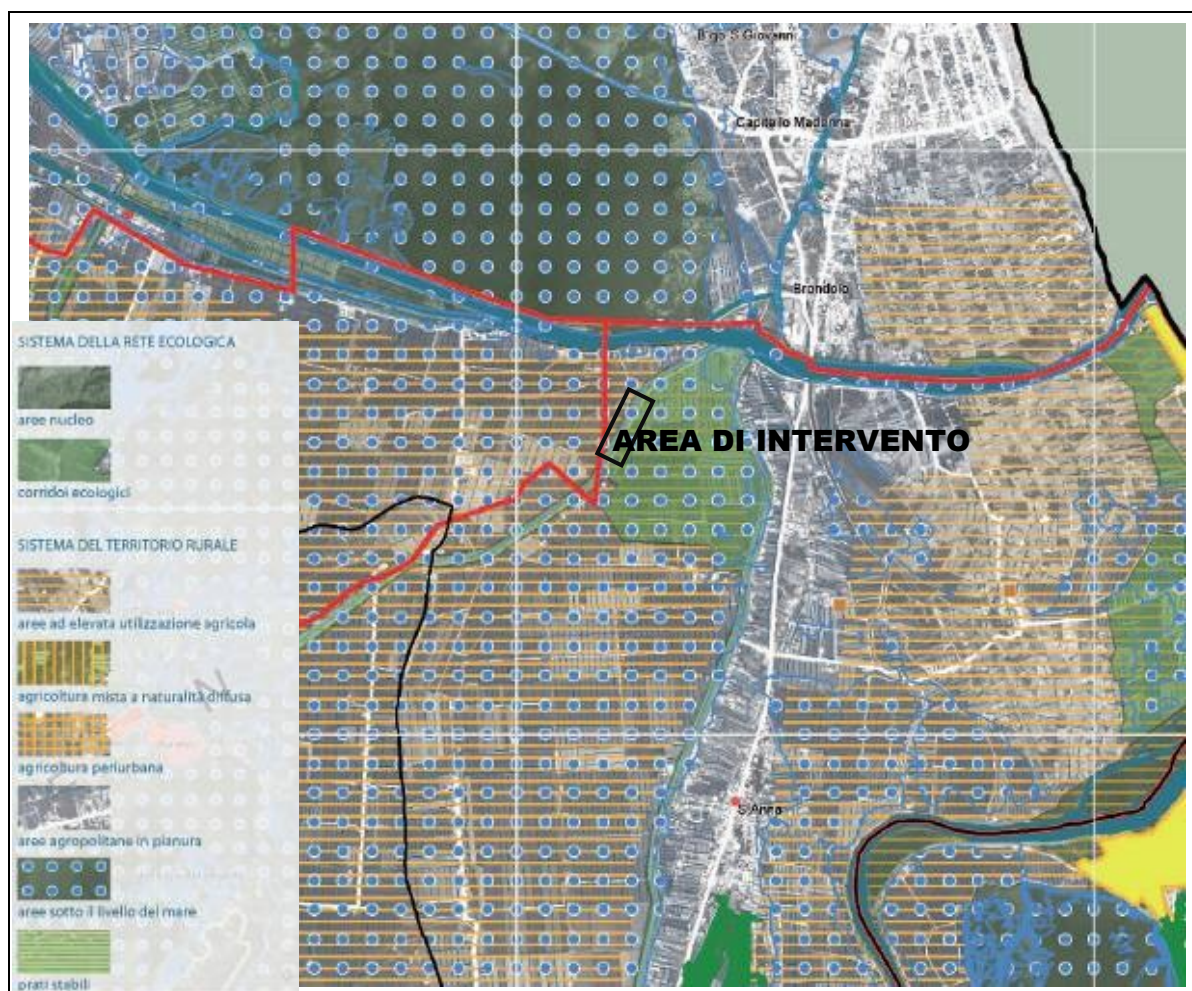 B.go S.Giovanni
Capitello Madonna
Brondolo
SISTEMA DELLA RETE ECOLOGICA
aree nucleo
AREA DI INTERVENTO
corridoi ecologici
SISTEMA DEL TERRITORIO RURALE
aree ad elevata utilizzazione agricola
agricoltura mista a naturalità diffusa
agricoltura periurbana
S.Anna
aree agropolitane in pianura
aree sotto il livello del mare
prati stabili